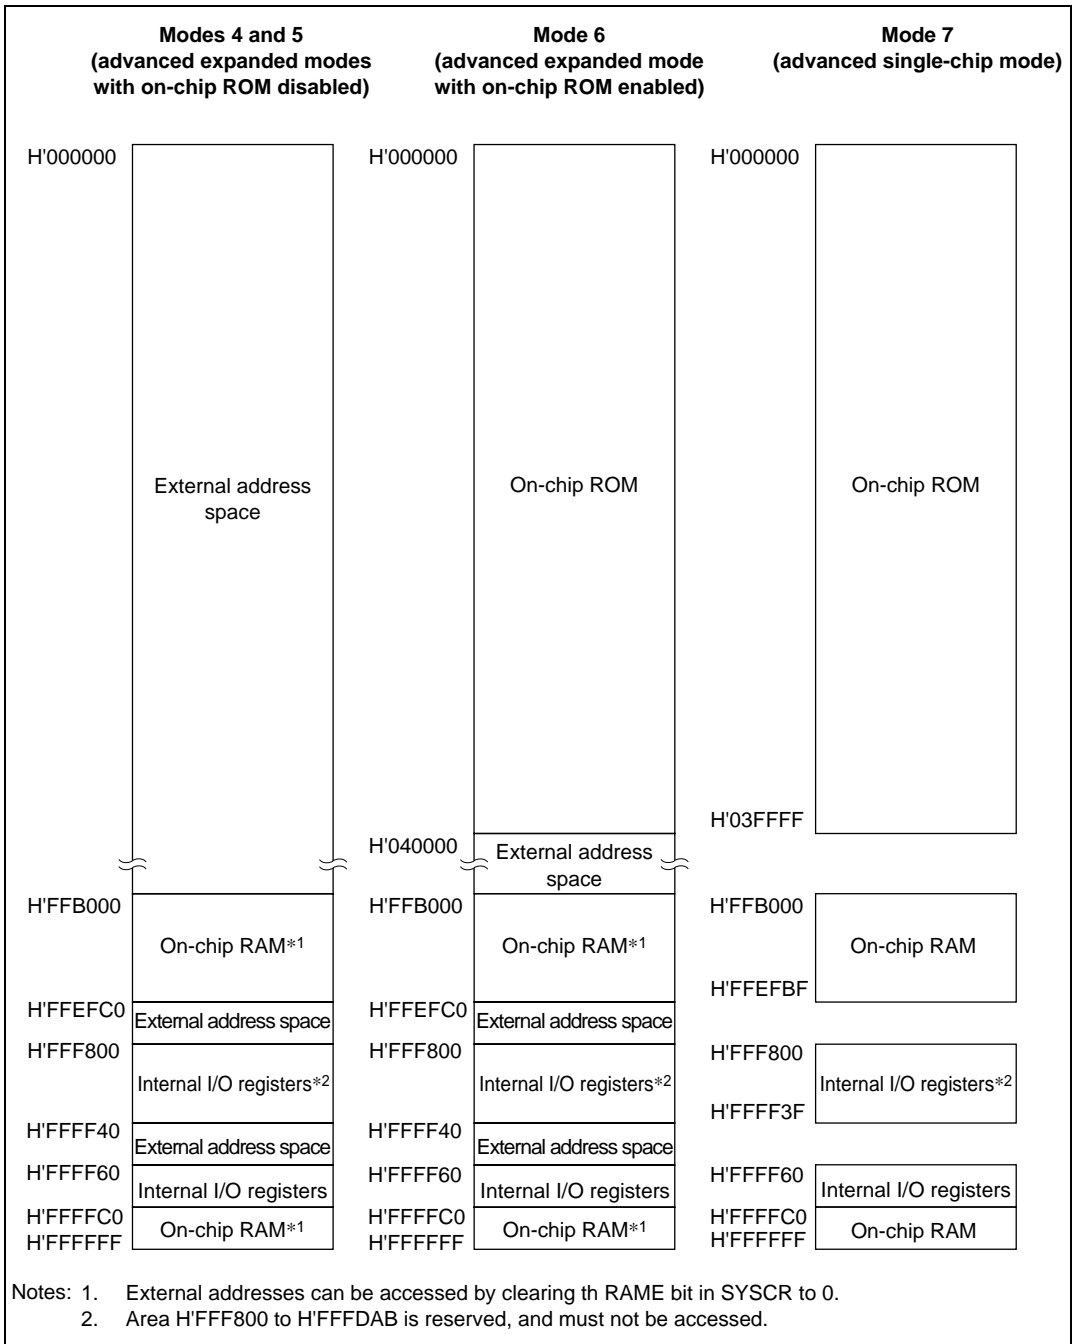 Modes 4 and 5
(advanced expanded modes
with on-chip ROM disabled)
Mode 6
(advanced expanded mode
with on-chip ROM enabled)
Mode 7
(advanced single-chip mode)
H'000000
External address
space
H'FFB000
On-chip RAM*1
H'FFEFC0
External address space
H'FFF800
Internal I/O registers*2
H'FFFF40
External address space
H'FFFF60
Internal I/O registers
H'FFFFC0
On-chip RAM*1
H'FFFFFF
H'000000
On-chip ROM
H'040000
External address
space
H'FFB000
On-chip RAM*1
H'FFEFC0
External address space
H'FFF800
Internal I/O registers*2
H'FFFF40
External address space
H'FFFF60
Internal I/O registers
H'FFFFC0
On-chip RAM*1
H'FFFFFF
H'000000
On-chip ROM
H'03FFFF
H'FFB000
On-chip RAM
H'FFEFBF
H'FFF800
Internal I/O registers*2
H'FFFF3F
H'FFFF60
Internal I/O registers
H'FFFFC0
On-chip RAM
H'FFFFFF
Notes: 1. External addresses can be accessed by clearing th RAME bit in SYSCR to 0.
2. Area H'FFF800 to H'FFFDAB is reserved, and must not be accessed.